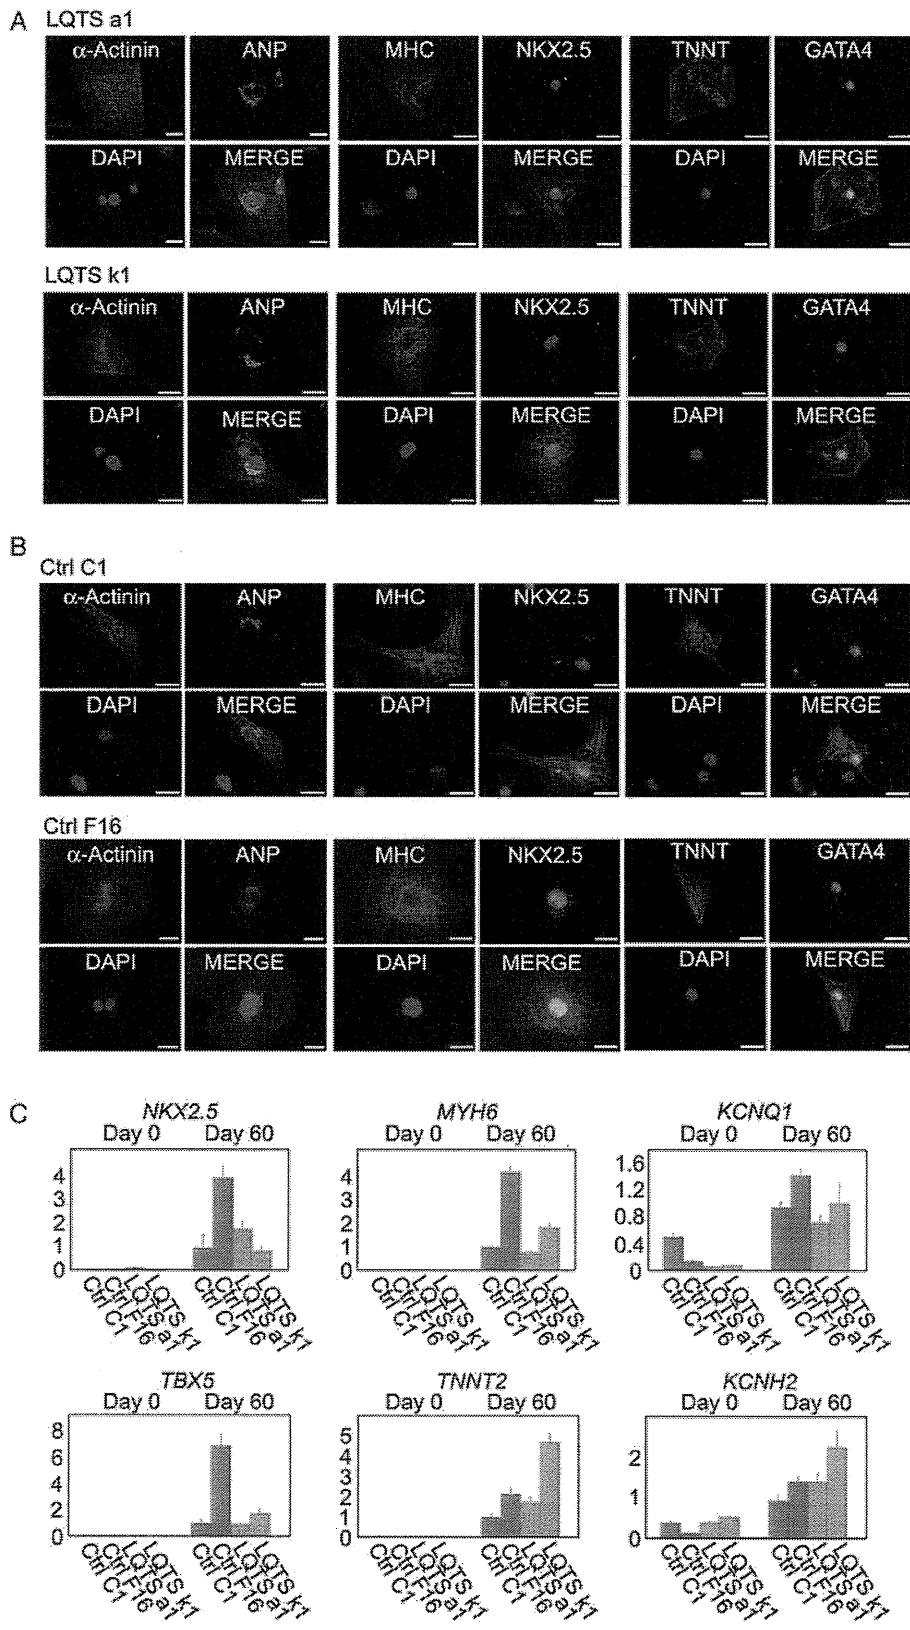 A
LQTS a1
α-Actinin ANP MHC NKX2.5 TNNT GATA4
DAPI MERGE DAPI MERGE DAPI MERGE
LQTS k1
α-Actinin ANP MHC NKX2.5 TNNT GATA4
DAPI MERGE DAPI MERGE DAPI MERGE
B
Ctrl C1
α-Actinin ANP MHC NKX2.5 TNNT GATA4
DAPI MERGE DAPI MERGE DAPI MERGE
Ctrl F16
α-Actinin ANP MHC NKX2.5 TNNT GATA4
DAPI MERGE DAPI MERGE DAPI MERGE
C
NKX2.5
Day 0 Day 60
4
3
2
1
0
Ctrl C1
Ctrl F16
LQTS a1
LQTS k1
Ctrl C1
Ctrl F16
LQTS a1
LQTS k1
MYH6
Day 0 Day 60
4
3
2
1
0
Ctrl C1
Ctrl F16
LQTS a1
LQTS k1
Ctrl C1
Ctrl F16
LQTS a1
LQTS k1
KCNQ1
Day 0 Day 60
1.6
1.2
0.8
0.4
0
Ctrl C1
Ctrl F16
LQTS a1
LQTS k1
Ctrl C1
Ctrl F16
LQTS a1
LQTS k1
TBX5
Day 0 Day 60
8
6
4
2
0
Ctrl C1
Ctrl F16
LQTS a1
LQTS k1
Ctrl C1
Ctrl F16
LQTS a1
LQTS k1
TNNT2
Day 0 Day 60
5
4
3
2
1
0
Ctrl C1
Ctrl F16
LQTS a1
LQTS k1
Ctrl C1
Ctrl F16
LQTS a1
LQTS k1
KCNH2
Day 0 Day 60
2
1
0
Ctrl C1
Ctrl F16
LQTS a1
LQTS k1
Ctrl C1
Ctrl F16
LQTS a1
LQTS k1